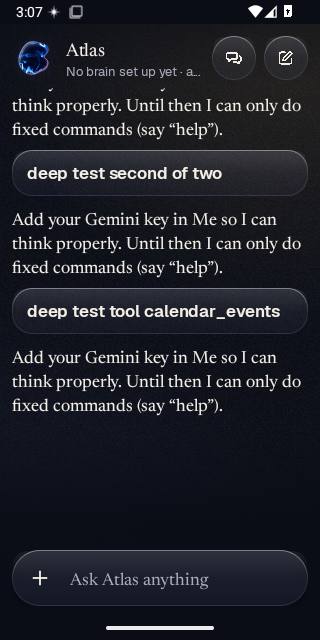 3:07
Atlas
No brain set up yet · a...
think properly. Until then I can only do
fixed commands (say “help”).
deep test second of two
Add your Gemini key in Me so I can
think properly. Until then I can only do
fixed commands (say “help”).
deep test tool calendar_events
Add your Gemini key in Me so I can
think properly. Until then I can only do
fixed commands (say “help”).
Ask Atlas anything